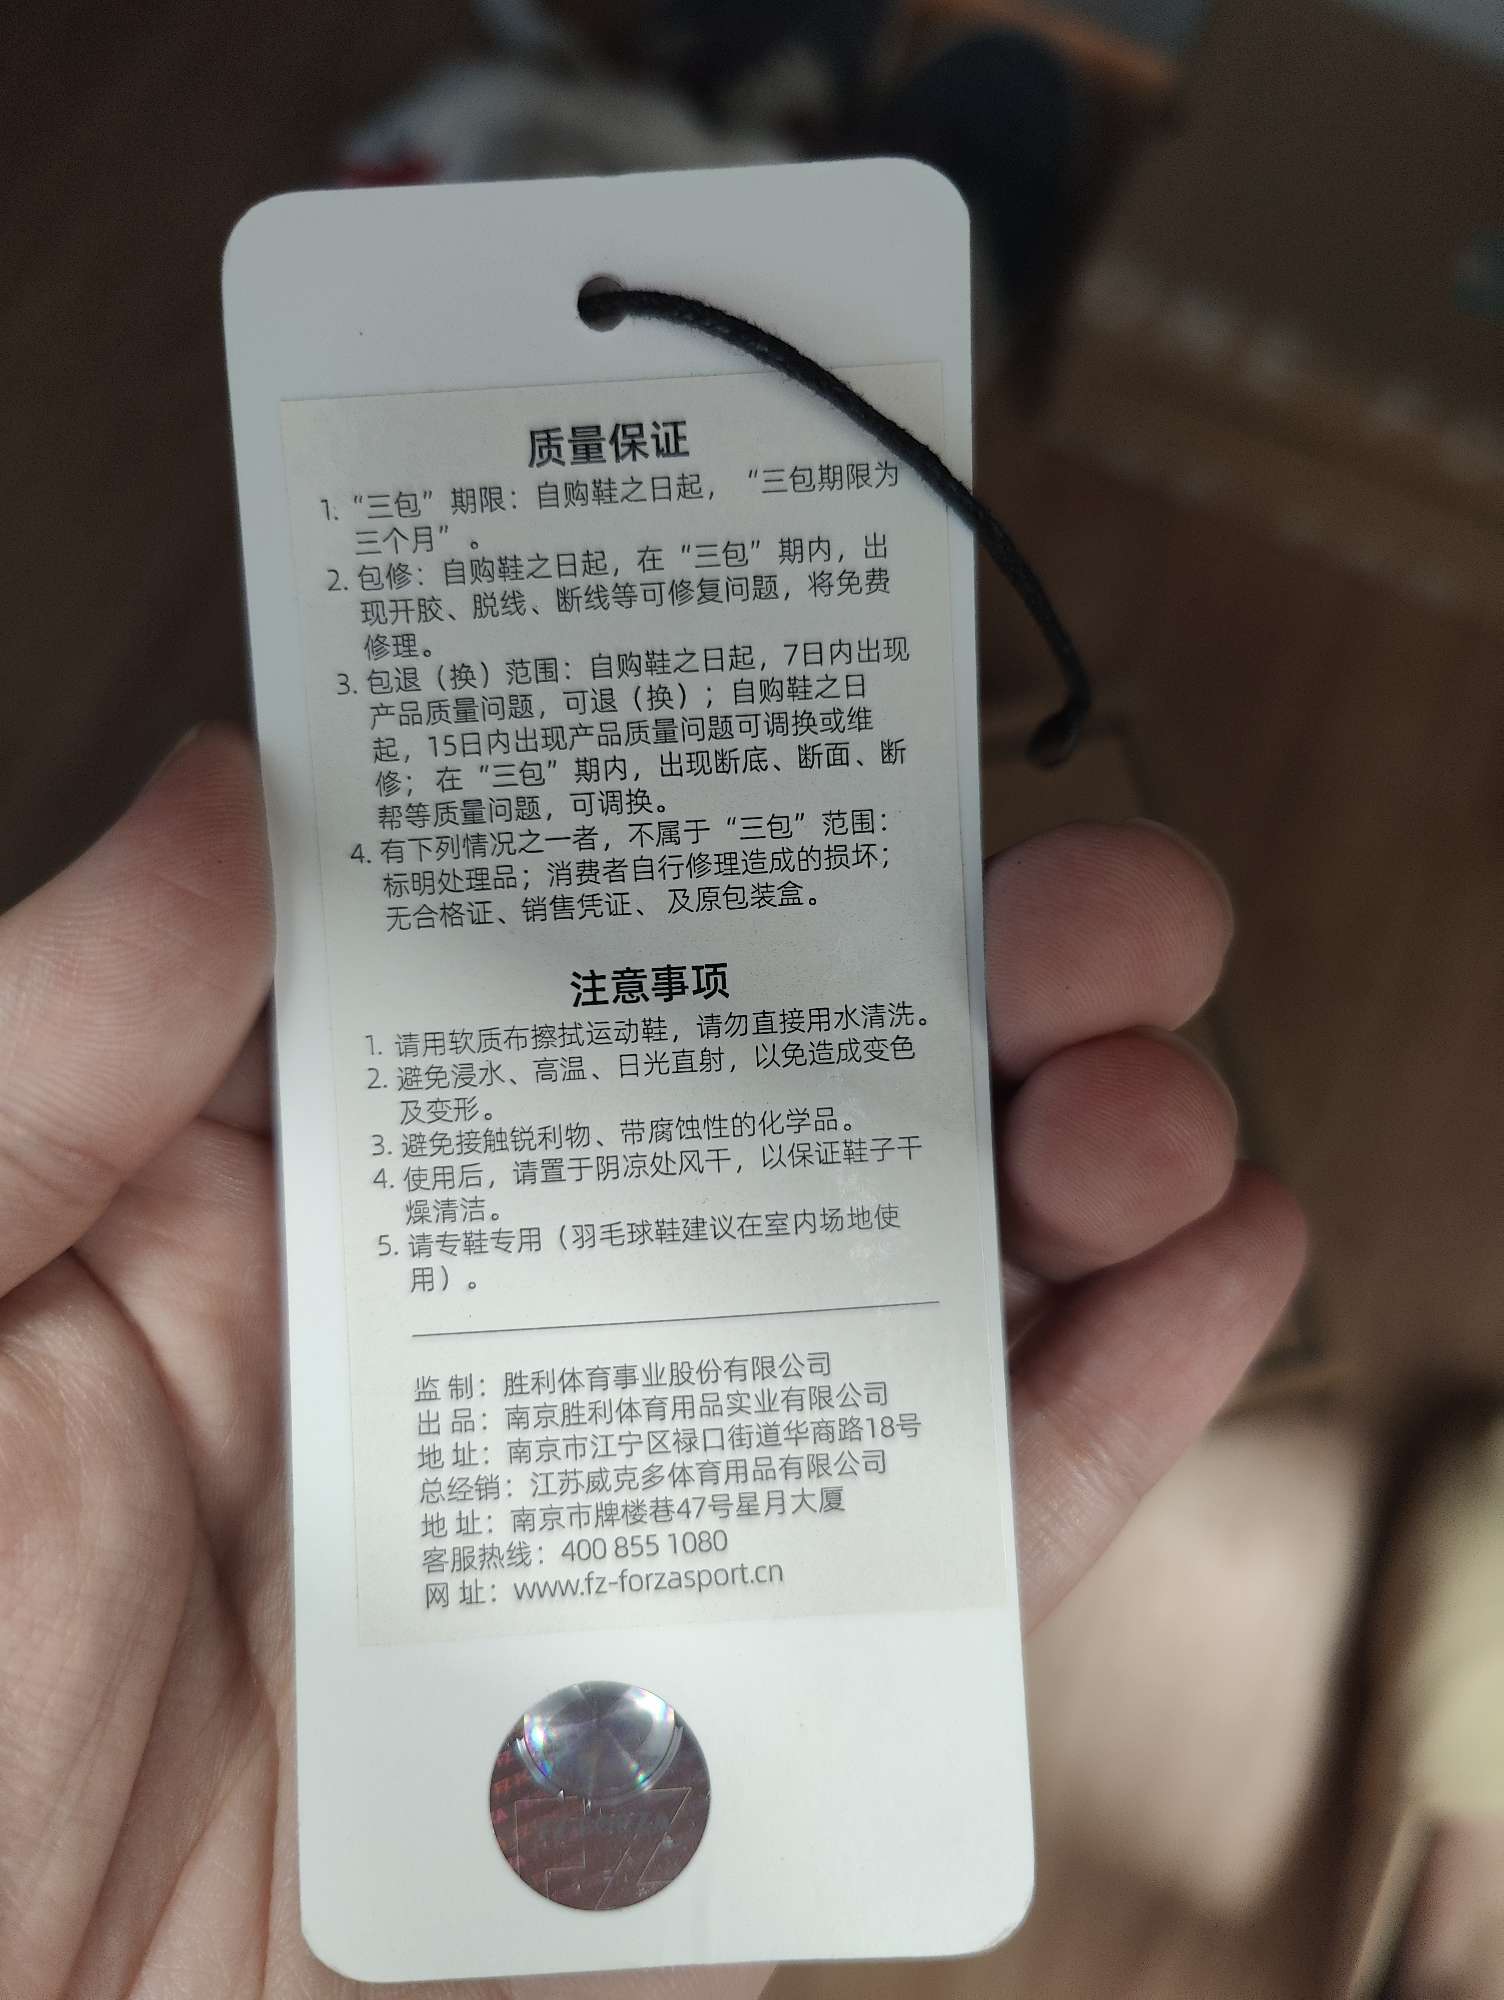 质量保证
1. “三包”期限：自购鞋之日起，“三包期限为
三个月”。
2. 包修：自购鞋之日起，在“三包”期内，出
现开胶、脱线、断线等可修复问题，将免费
修理。
3. 包退（换）范围：自购鞋之日起，7日内出现
产品质量问题，可退（换）；自购鞋之日
起，15日内出现产品质量问题可调换或维
修；在“三包”期内，出现断底、断面、断
帮等质量问题，可调换。
4. 有下列情况之一者，不属于“三包”范围：
标明处理品；消费者自行修理造成的损坏；
无合格证、销售凭证、及原包装盒。
注意事项
1. 请用软质布擦拭运动鞋，请勿直接用水清洗。
2. 避免浸水、高温、日光直射，以免造成变色
及变形。
3. 避免接触锐利物、带腐蚀性的化学品。
4. 使用后，请置于阴凉处风干，以保证鞋子干
燥清洁。
5. 请专鞋专用（羽毛球鞋建议在室内场地使
用）。
监 制：胜利体育事业股份有限公司
出 品：南京胜利体育用品实业有限公司
地 址：南京市江宁区禄口街道华商路18号
总经销：江苏威克多体育用品有限公司
地 址：南京市牌楼巷47号星月大厦
客服热线：400 855 1080
网 址：www.fz-forzasport.cn
FZ